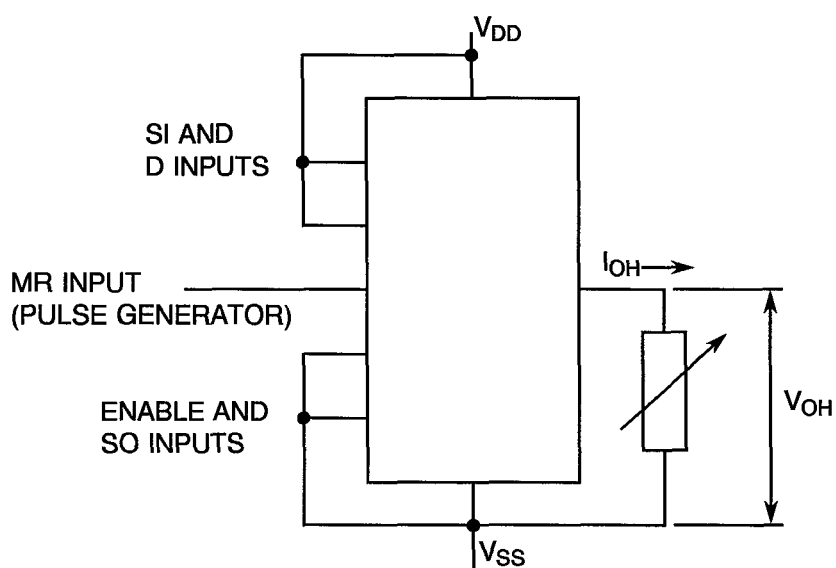 VDD
SI AND
D INPUTS
IOH
MR INPUT
(PULSE GENERATOR)
VOH
ENABLE AND
SO INPUTS
VSS